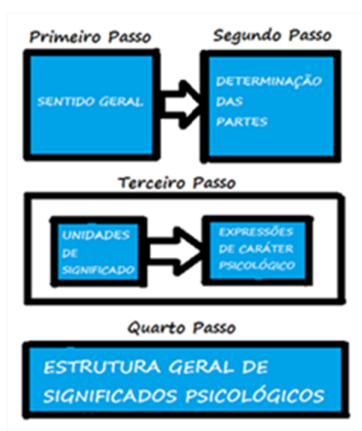 Primeiro Passo
Segundo Passo
SENTIDO GERAL
DETERMINAÇÃO
DAS
PARTES
Terceiro Passo
UNIDADES
DE
SIGNIFICADO
EXPRESSÕES
DE CARÁTER
PSICOLÓGICO
Quarto Passo
ESTRUTURA GERAL DE
SIGNIFICADOS PSICOLÓGICOS